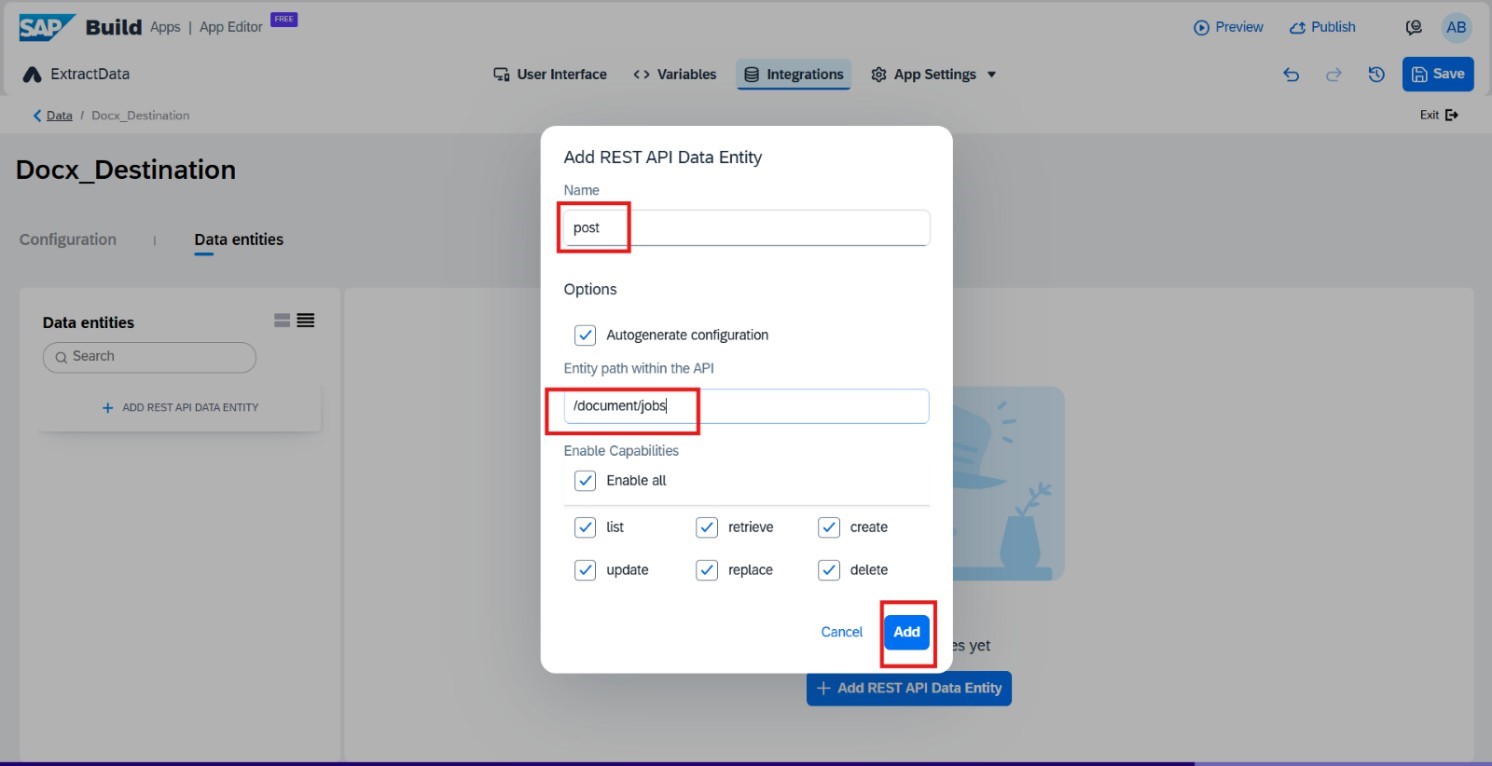 SAP Build Apps | App Editor FREE Preview Publish AB
ExtractData User Interface <> Variables Integrations App Settings Save
Data / Docx_Destination Exit
Docx_Destination
Configuration | Data entities
Data entities
Search
+ ADD REST API DATA ENTITY
Add REST API Data Entity
Name
post
Options
Autogenerate configuration
Entity path within the API
/document/jobs
Enable Capabilities
Enable all
list retrieve create
update replace delete
Cancel Add
es yet
+ Add REST API Data Entity